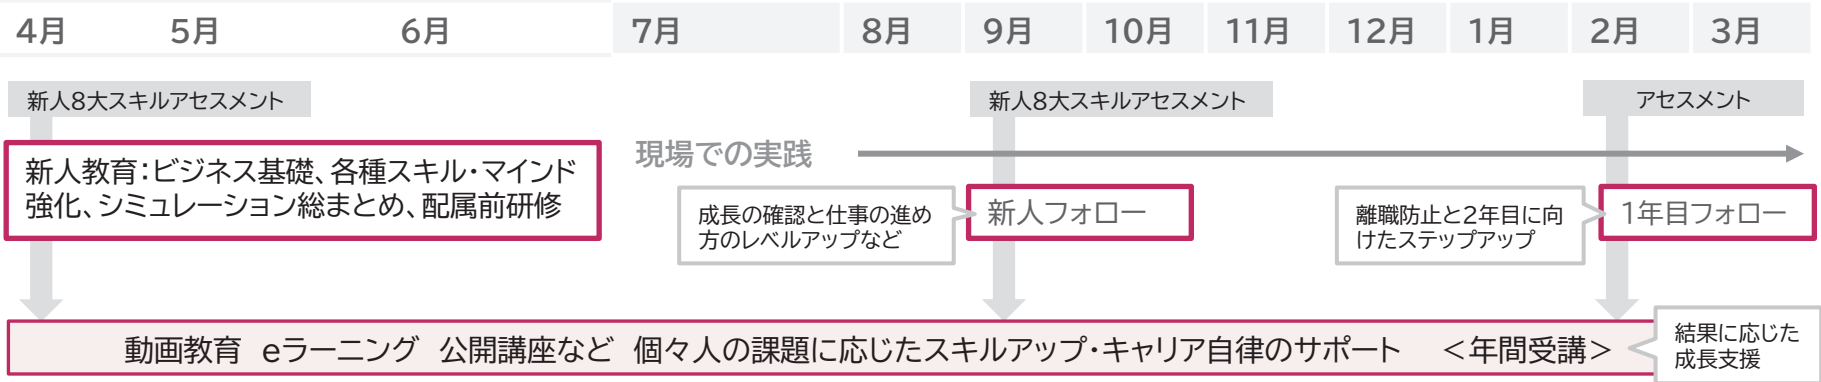 4月 5月 6月 7月 8月 9月 10月 11月 12月 1月 2月 3月
新人8大スキルアセスメント
新人8大スキルアセスメント
アセスメント
新人教育：ビジネス基礎、各種スキル・マインド
強化、シミュレーション総まとめ、配属前研修
現場での実践
成長の確認と仕事の進め
方のレベルアップなど
新人フォロー
離職防止と2年目に向
けたステップアップ
1年目フォロー
動画教育 eラーニング 公開講座など 個々人の課題に応じたスキルアップ・キャリア自律のサポート ＜年間受講＞
結果に応じた
成長支援